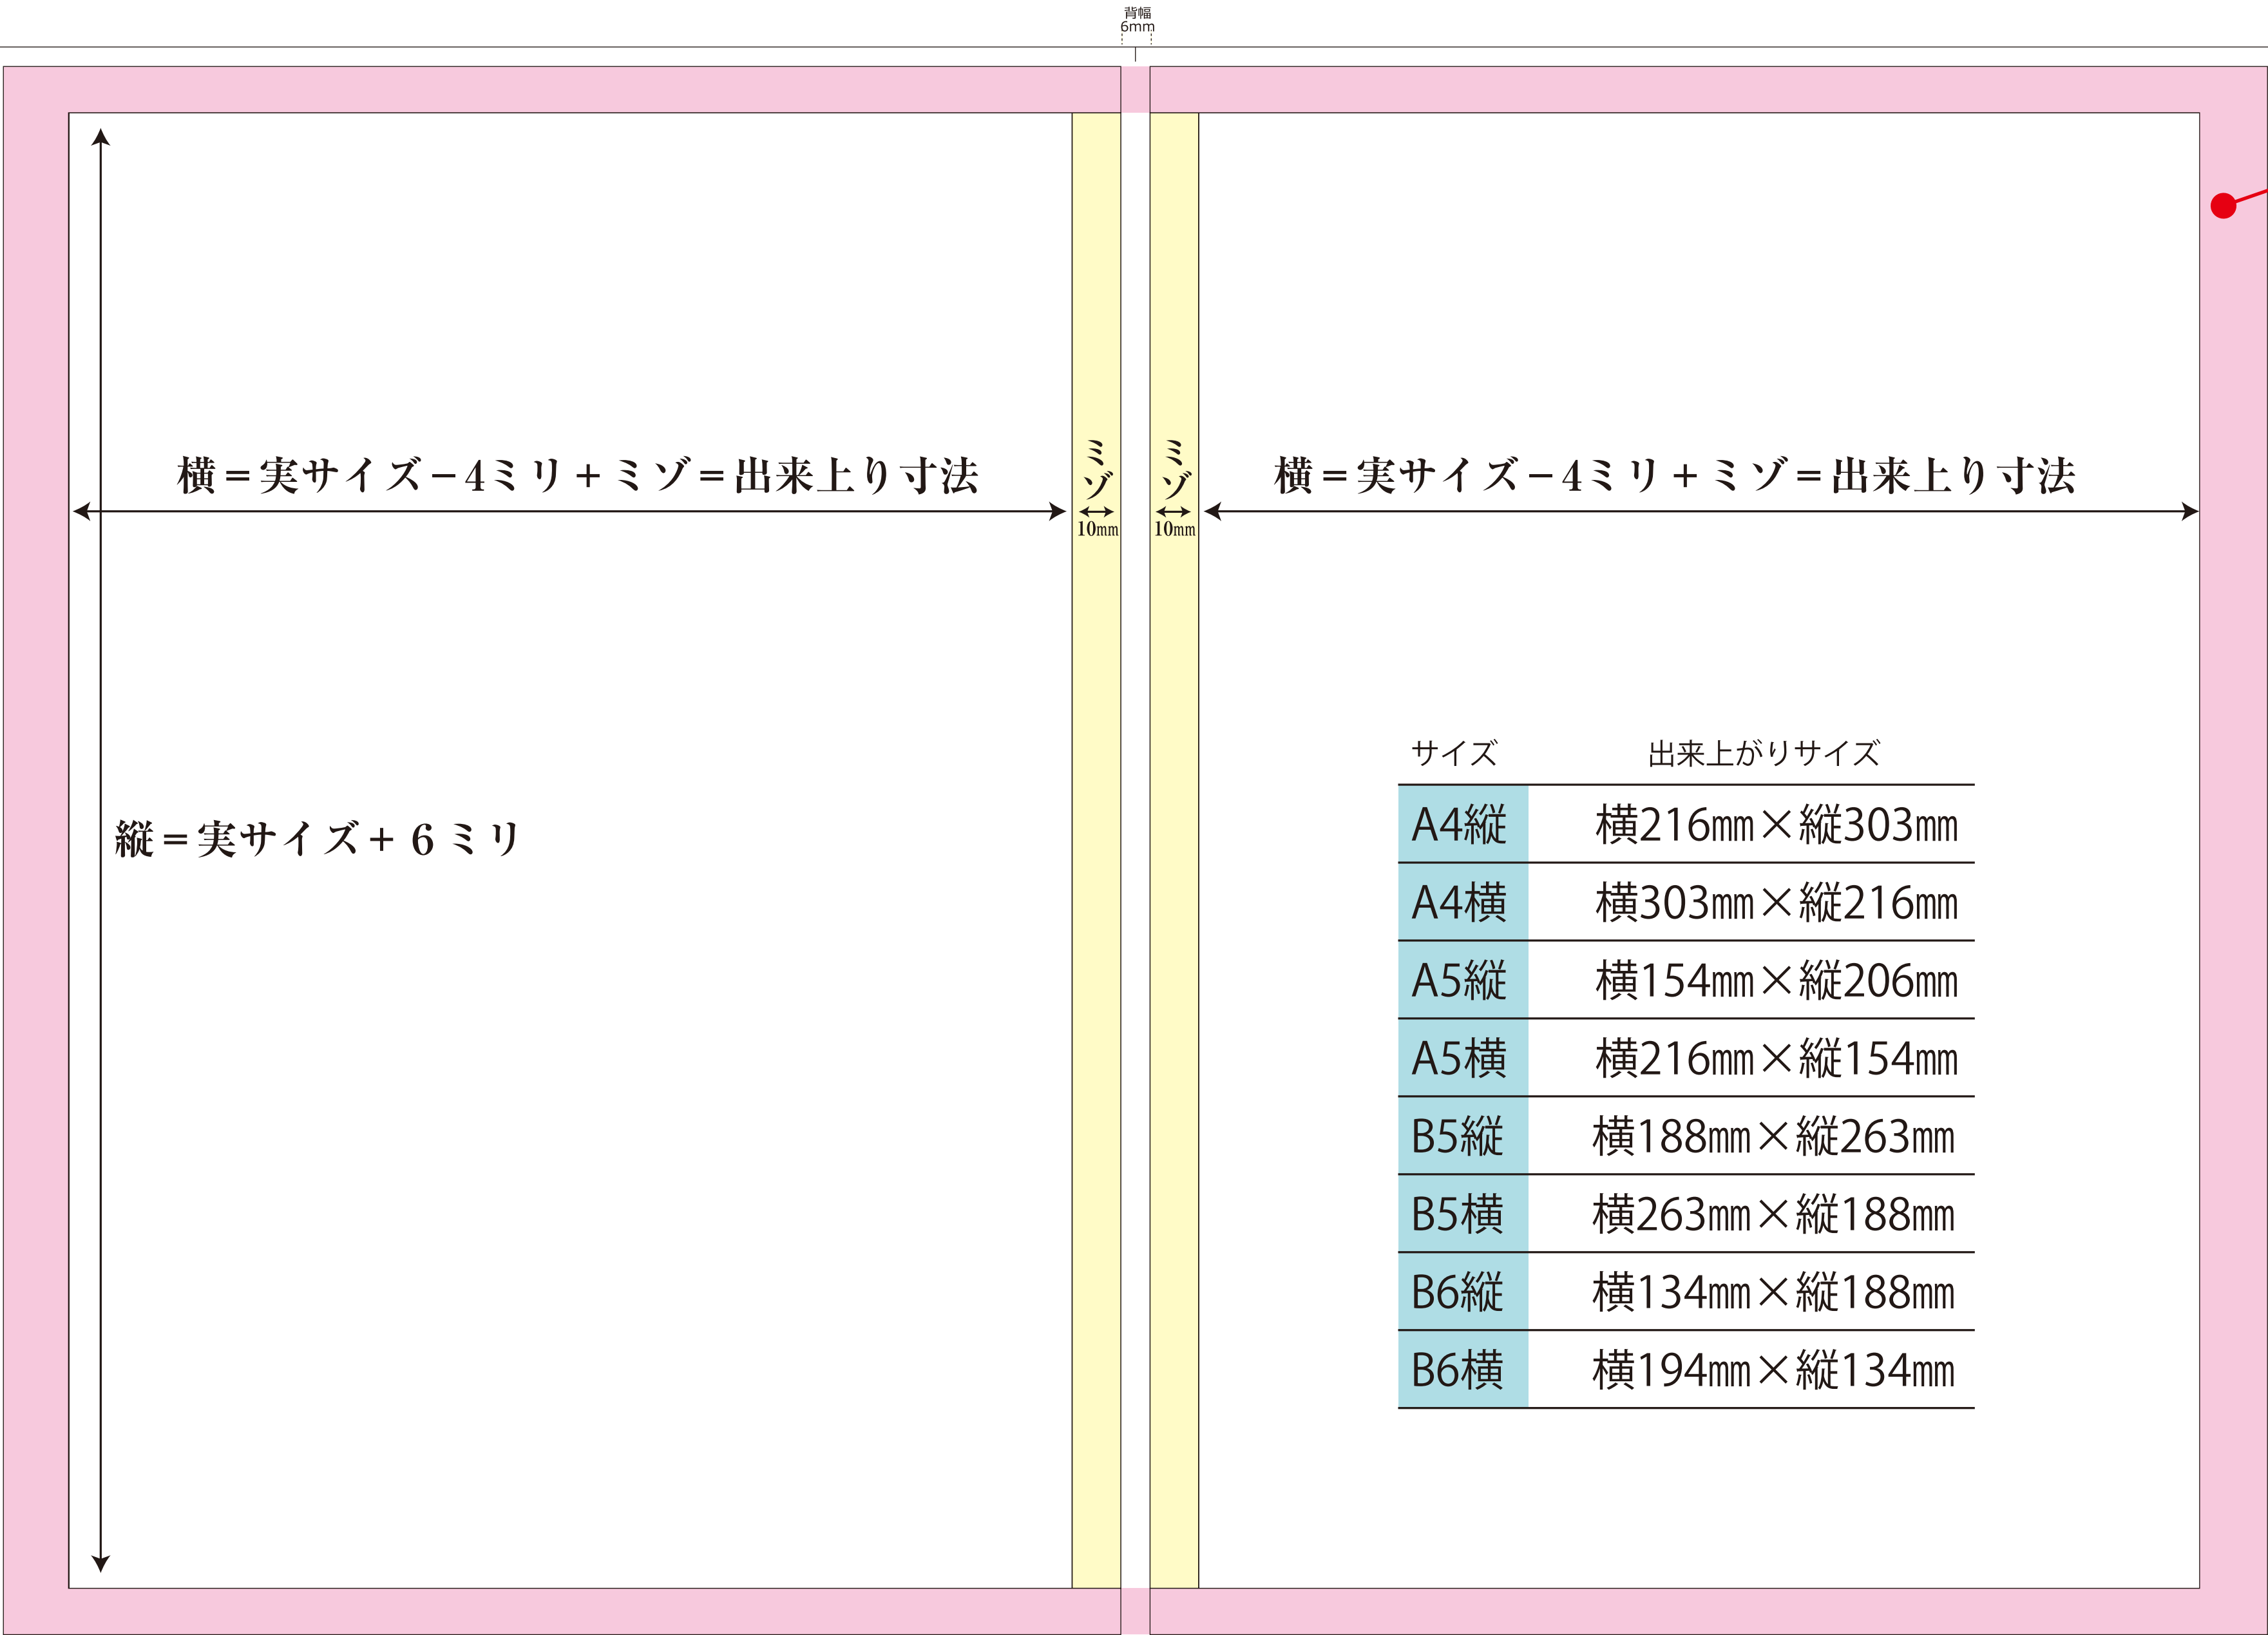 背幅
6mm
横＝実サイズ－4ミリ＋ミゾ＝出来上り寸法
ミゾ
10mm
ミゾ
10mm
横＝実サイズ－4ミリ＋ミゾ＝出来上り寸法
縦＝実サイズ＋６ミリ
サイズ 出来上がりサイズ
A4縦 横216㎜×縦303㎜
A4横 横303㎜×縦216㎜
A5縦 横154㎜×縦206㎜
A5横 横216㎜×縦154㎜
B5縦 横188㎜×縦263㎜
B5横 横263㎜×縦188㎜
B6縦 横134㎜×縦188㎜
B6横 横194㎜×縦134㎜